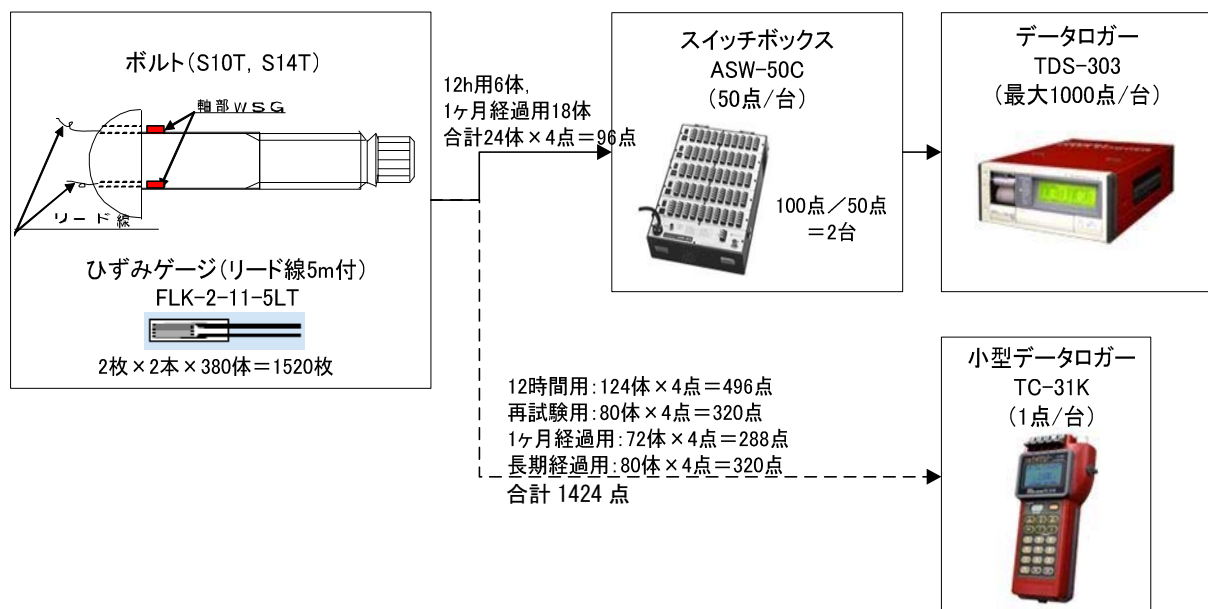 ボルト(S10T, S14T)
軸部WSG
リード線
ひずみゲージ(リード線5m付)
FLK-2-11-5LT
2枚×2本×380体=1520枚
12h用6体,
1ヶ月経過用18体
合計24体×4点=96点
スイッチボックス
ASW-50C
(50点/台)
100点/50点
=2台
データロガー
TDS-303
(最大1000点/台)
12時間用:124体×4点=496点
再試験用:80体×4点=320点
1ヶ月経過用:72体×4点=288点
長期経過用:80体×4点=320点
合計 1424 点
小型データロガー
TC-31K
(1点/台)